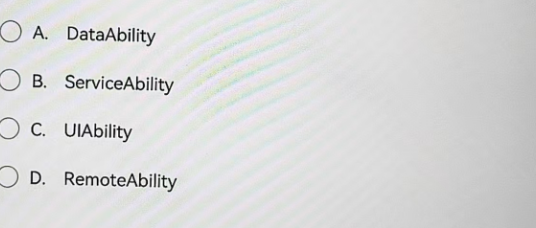 A. DataAbility
B. ServiceAbility
C. UIAbility
D. RemoteAbility